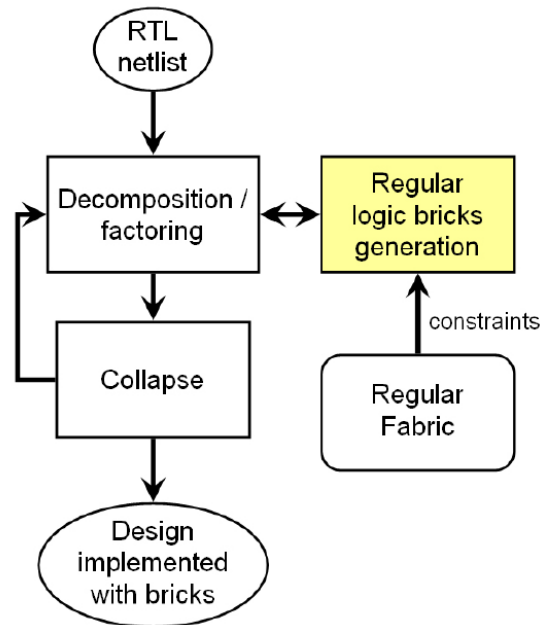 RTL
netlist
Decomposition /
factoring
Regular
logic bricks
generation
constraints
Collapse
Regular
Fabric
Design
implemented
with bricks